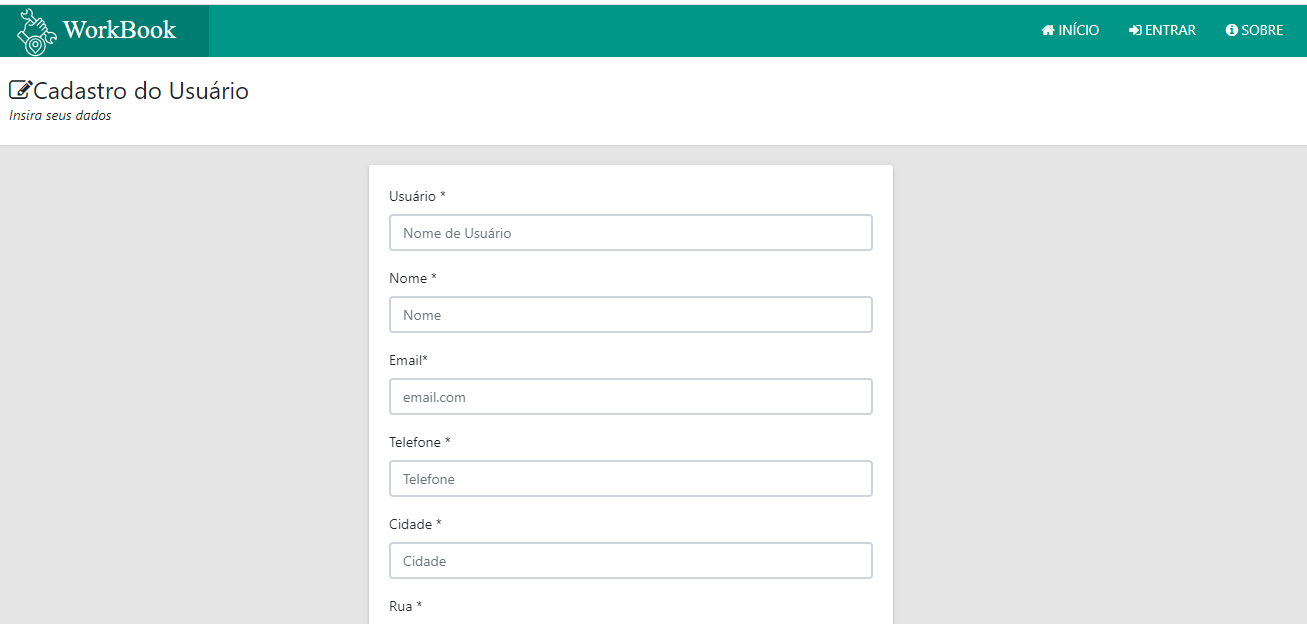 WorkBook
INÍCIO ENTRAR SOBRE
Cadastro do Usuário
Insira seus dados
Usuário *
Nome de Usuário
Nome *
Nome
Email*
email.com
Telefone *
Telefone
Cidade *
Cidade
Rua *